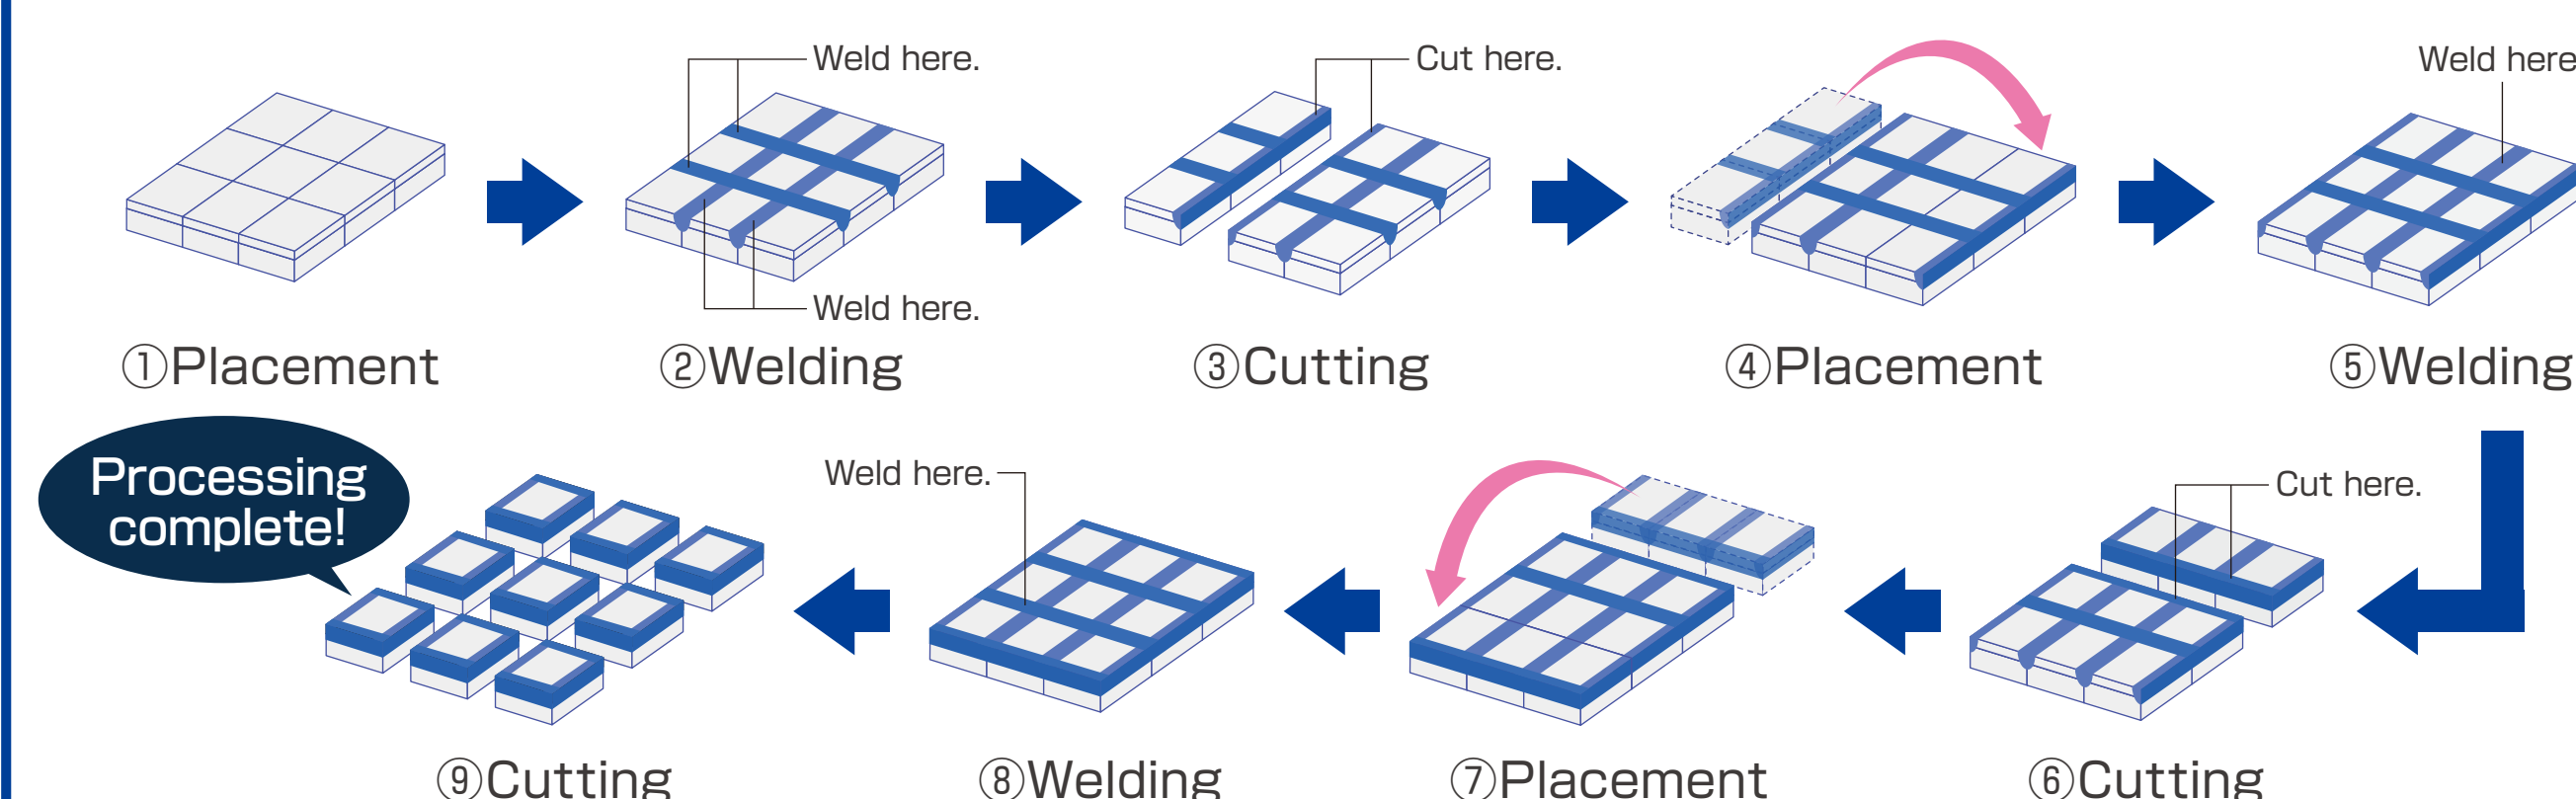 Weld here.
Cut here.
Weld here
Weld here.
①Placement
②Welding
③Cutting
④Placement
⑤Welding
Processing
complete!
Weld here.
Cut here.
⑨Cutting
⑧Welding
⑦Placement
⑥Cutting